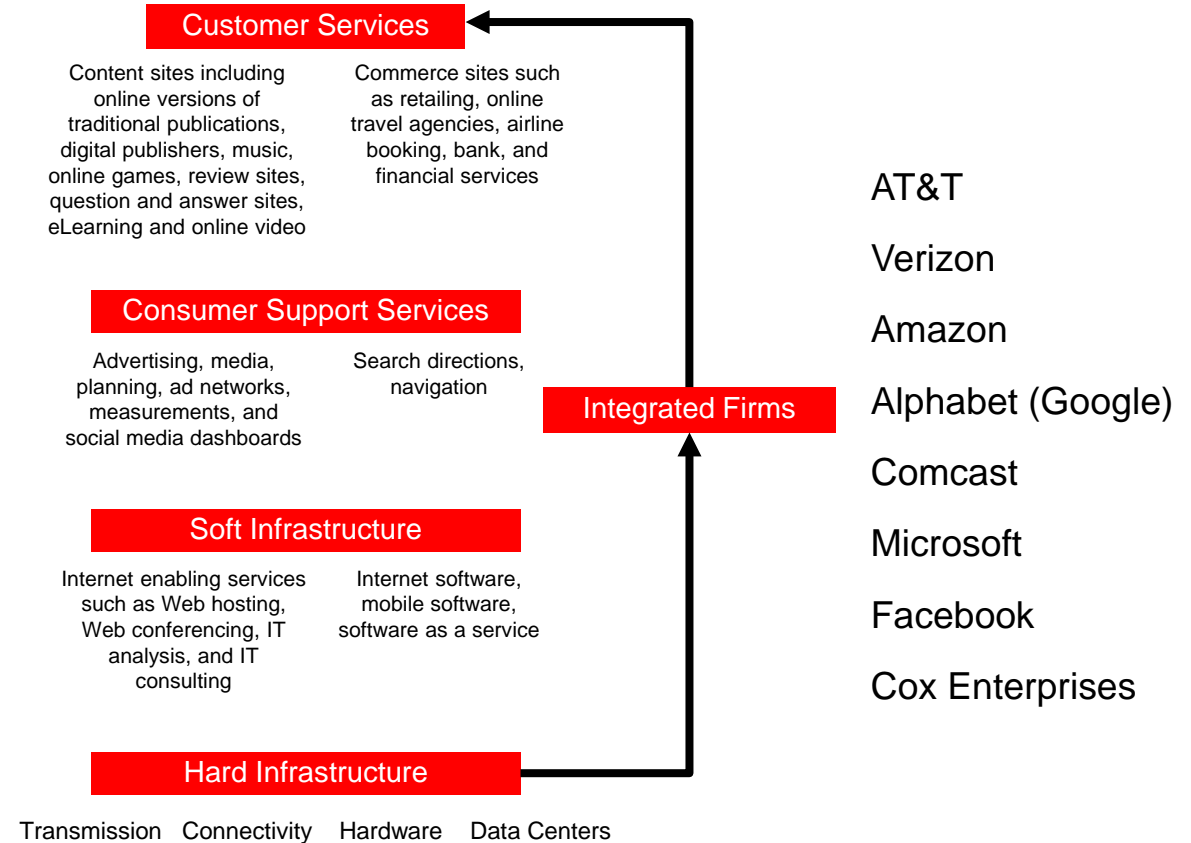 Customer Services
Content sites including
online versions of
traditional publications,
digital publishers, music,
online games, review sites,
question and answer sites,
eLearning and online video
Commerce sites such
as retailing, online
travel agencies, airline
booking, bank, and
financial services
Consumer Support Services
Advertising, media,
planning, ad networks,
measurements, and
social media dashboards
Search directions,
navigation
Soft Infrastructure
Internet enabling services
such as Web hosting,
Web conferencing, IT
analysis, and IT
consulting
Internet software,
mobile software,
software as a service
Hard Infrastructure
Transmission Connectivity Hardware Data Centers
Integrated Firms
AT&T
Verizon
Amazon
Alphabet (Google)
Comcast
Microsoft
Facebook
Cox Enterprises